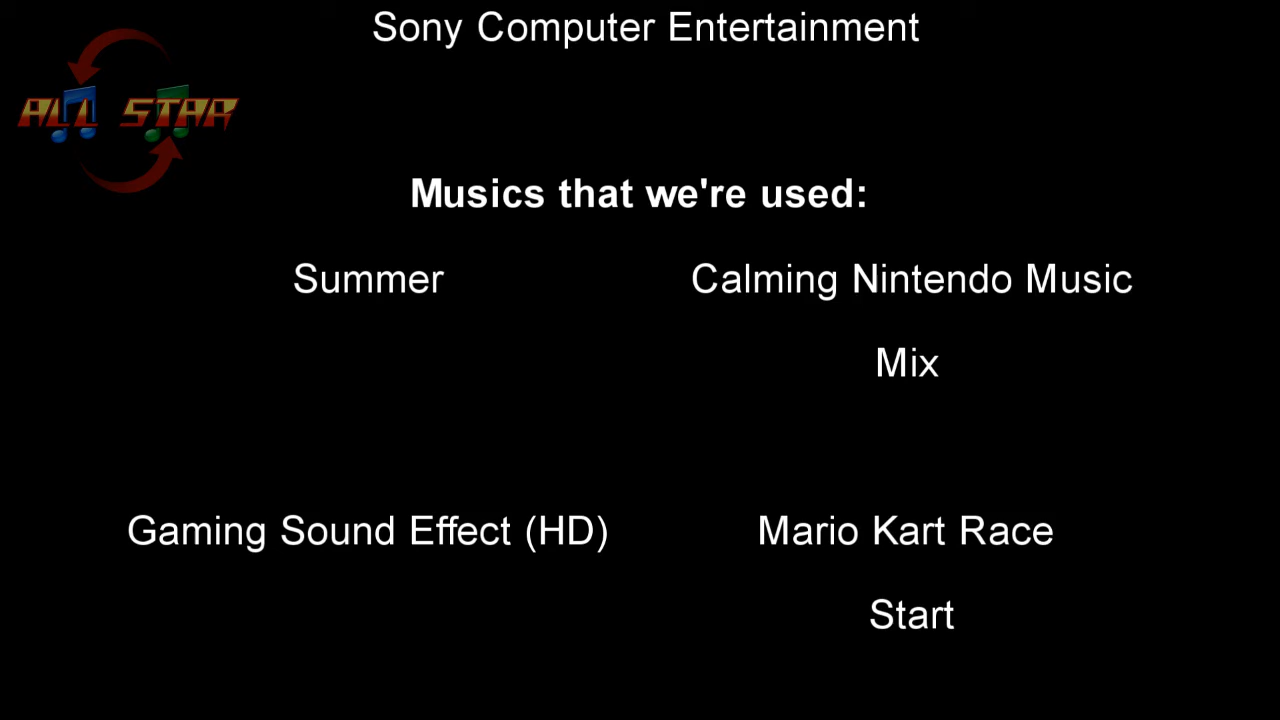 Sony Computer Entertainment
ALL STAR
Musics that we're used:
Summer
Calming Nintendo Music
Mix
Gaming Sound Effect (HD)
Mario Kart Race
Start